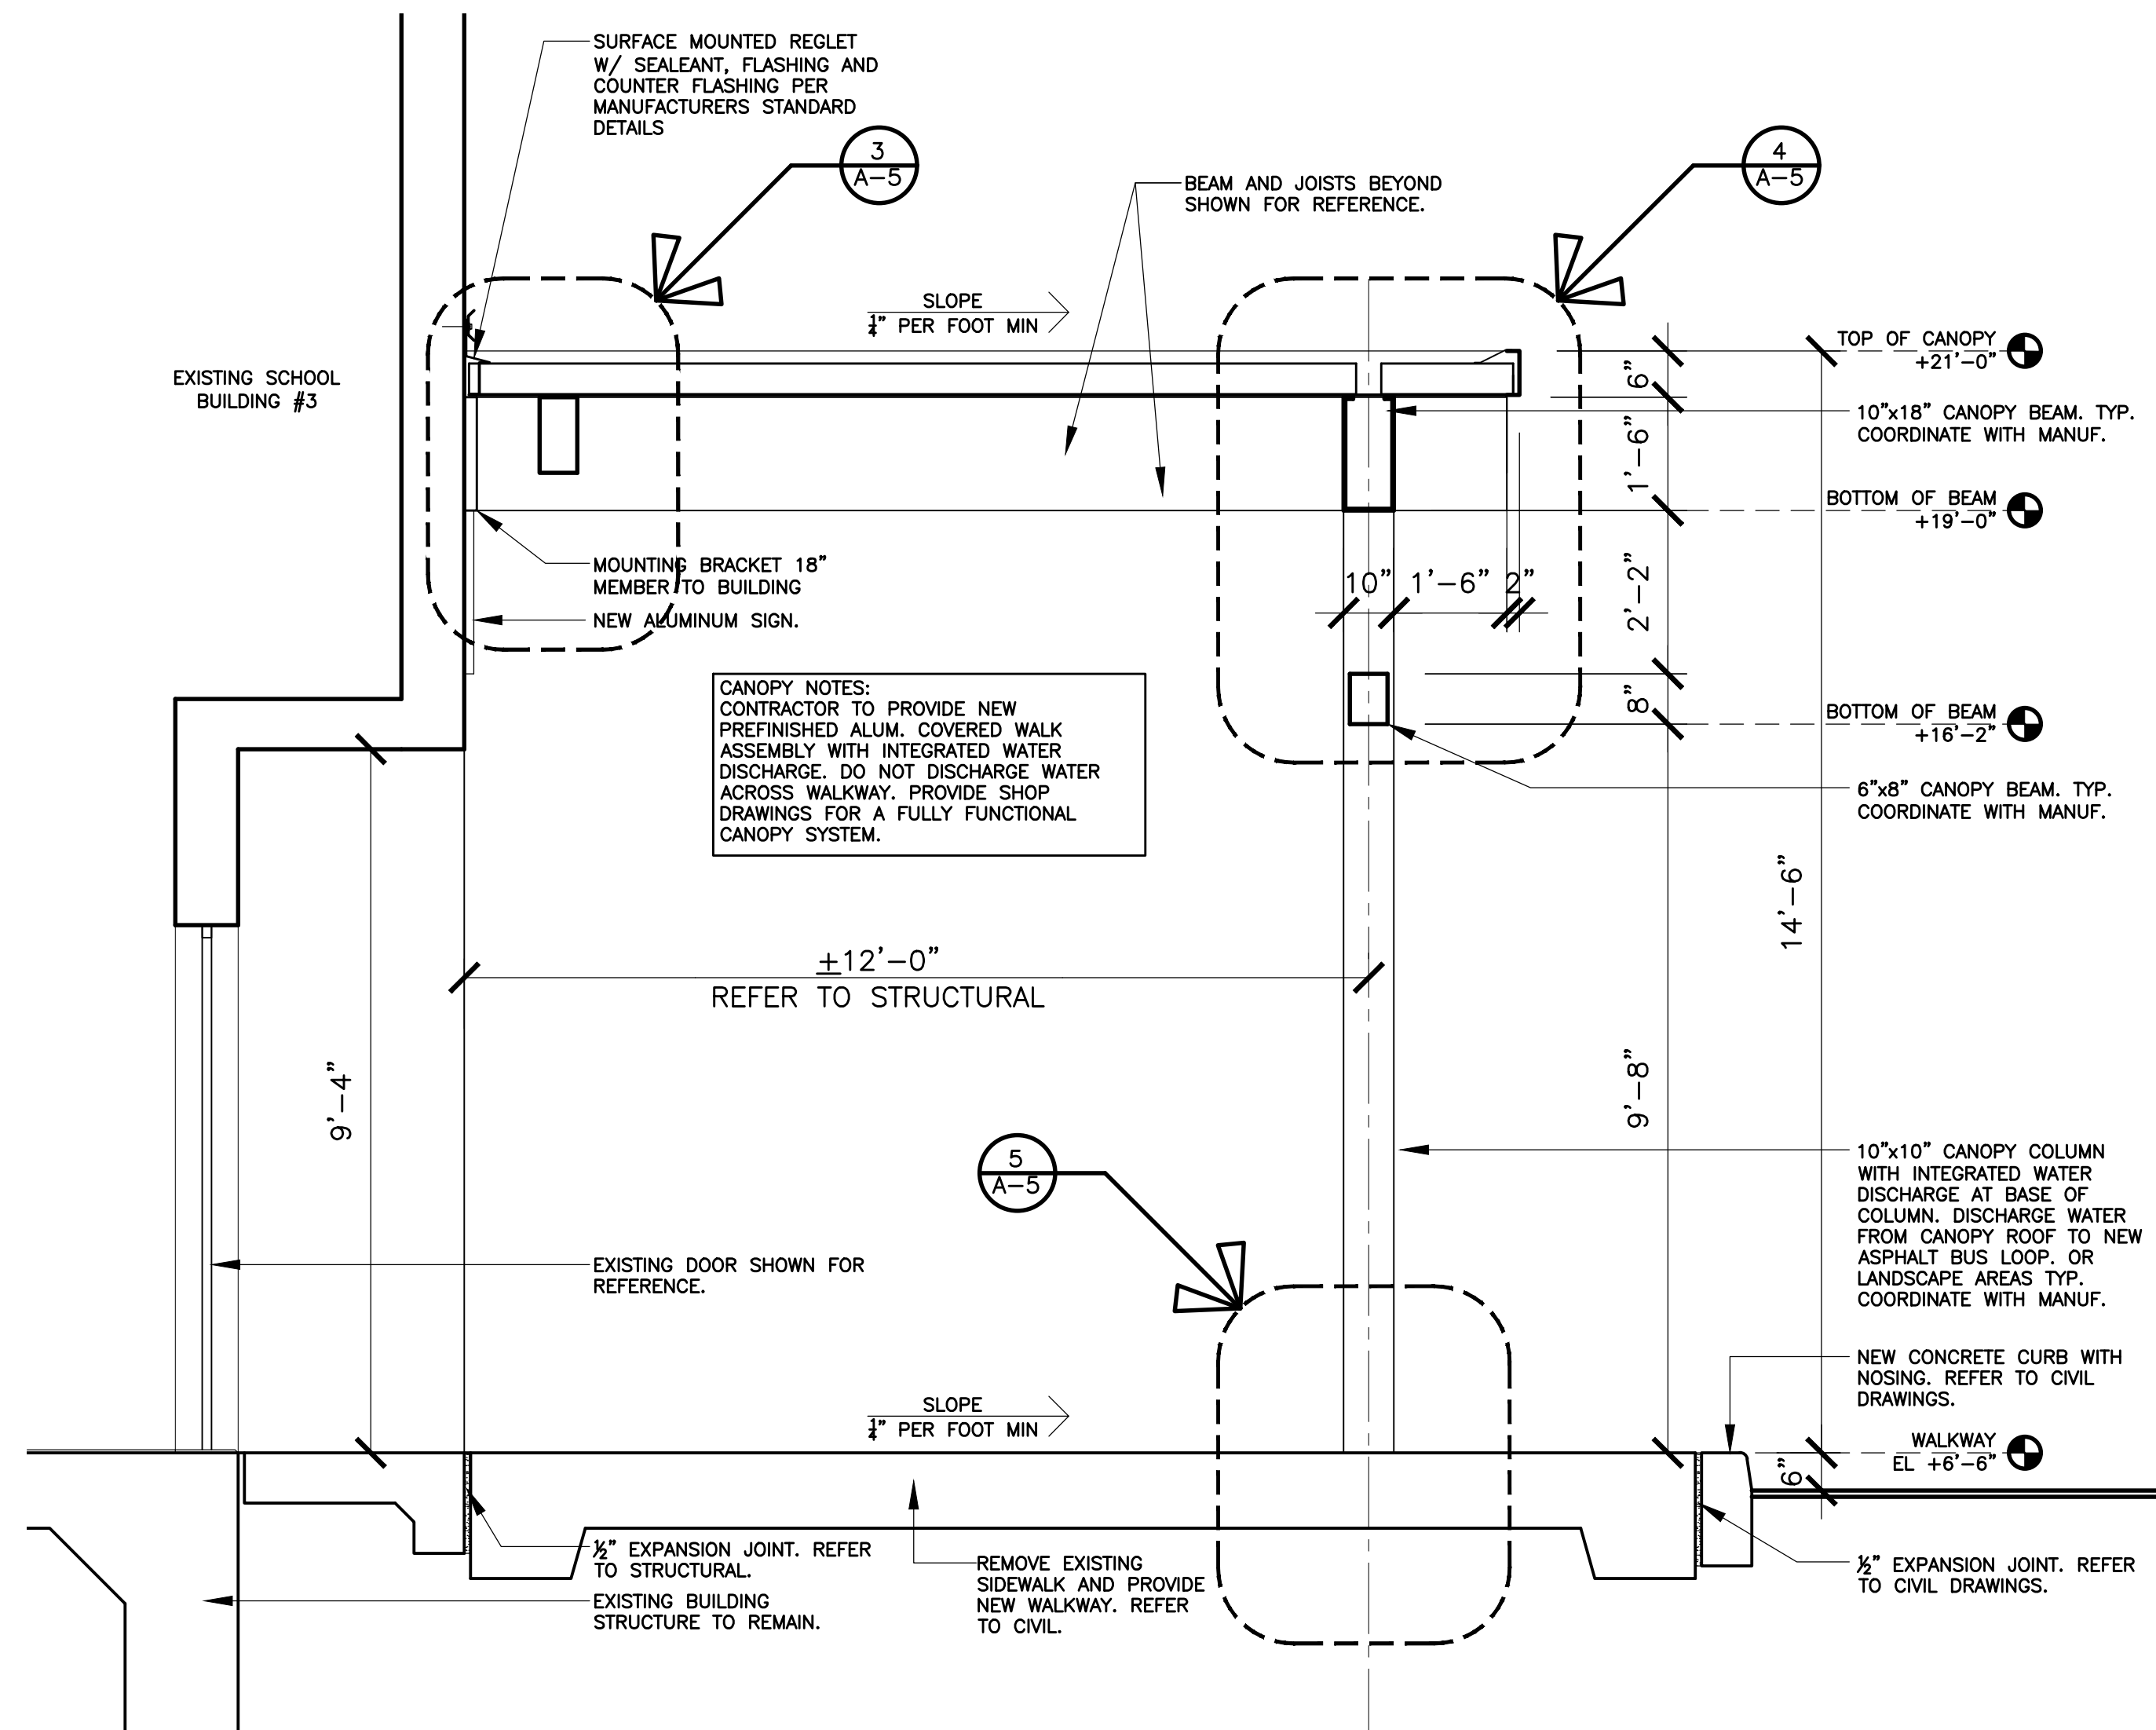 SURFACE MOUNTED REGLET
W/ SEALEANT, FLASHING AND
COUNTER FLASHING PER
MANUFACTURERS STANDARD
DETAILS
3
A-5
4
A-5
BEAM AND JOISTS BEYOND
SHOWN FOR REFERENCE.
SLOPE
¼" PER FOOT MIN
EXISTING SCHOOL
BUILDING #3
TOP OF CANOPY
+21'-0"
6"
10"x18" CANOPY BEAM. TYP.
COORDINATE WITH MANUF.
1'-6"
BOTTOM OF BEAM
+19'-0"
MOUNTING BRACKET 18"
MEMBER TO BUILDING
NEW ALUMINUM SIGN.
10" 1'-6" 2"
2'-2"
CANOPY NOTES:
CONTRACTOR TO PROVIDE NEW
PREFINISHED ALUM. COVERED WALK
ASSEMBLY WITH INTEGRATED WATER
DISCHARGE. DO NOT DISCHARGE WATER
ACROSS WALKWAY. PROVIDE SHOP
DRAWINGS FOR A FULLY FUNCTIONAL
CANOPY SYSTEM.
8"
BOTTOM OF BEAM
+16'-2"
6"x8" CANOPY BEAM. TYP.
COORDINATE WITH MANUF.
14'-6"
±12'-0"
REFER TO STRUCTURAL
9'-4"
9'-8"
5
A-5
10"x10" CANOPY COLUMN
WITH INTEGRATED WATER
DISCHARGE AT BASE OF
COLUMN. DISCHARGE WATER
FROM CANOPY ROOF TO NEW
ASPHALT BUS LOOP. OR
LANDSCAPE AREAS TYP.
COORDINATE WITH MANUF.
EXISTING DOOR SHOWN FOR
REFERENCE.
NEW CONCRETE CURB WITH
NOSING. REFER TO CIVIL
DRAWINGS.
SLOPE
¼" PER FOOT MIN
WALKWAY
EL +6'-6"
6"
½" EXPANSION JOINT. REFER
TO STRUCTURAL.
EXISTING BUILDING
STRUCTURE TO REMAIN.
REMOVE EXISTING
SIDEWALK AND PROVIDE
NEW WALKWAY. REFER
TO CIVIL.
½" EXPANSION JOINT. REFER
TO CIVIL DRAWINGS.